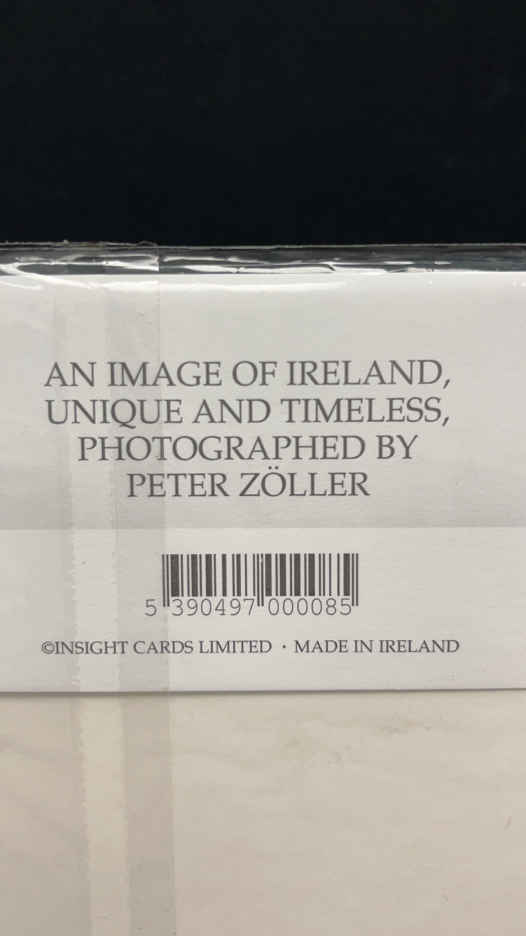 AN IMAGE OF IRELAND,
UNIQUE AND TIMELESS,
PHOTOGRAPHED BY
PETER ZÖLLER
5 390497 000085
©INSIGHT CARDS LIMITED · MADE IN IRELAND